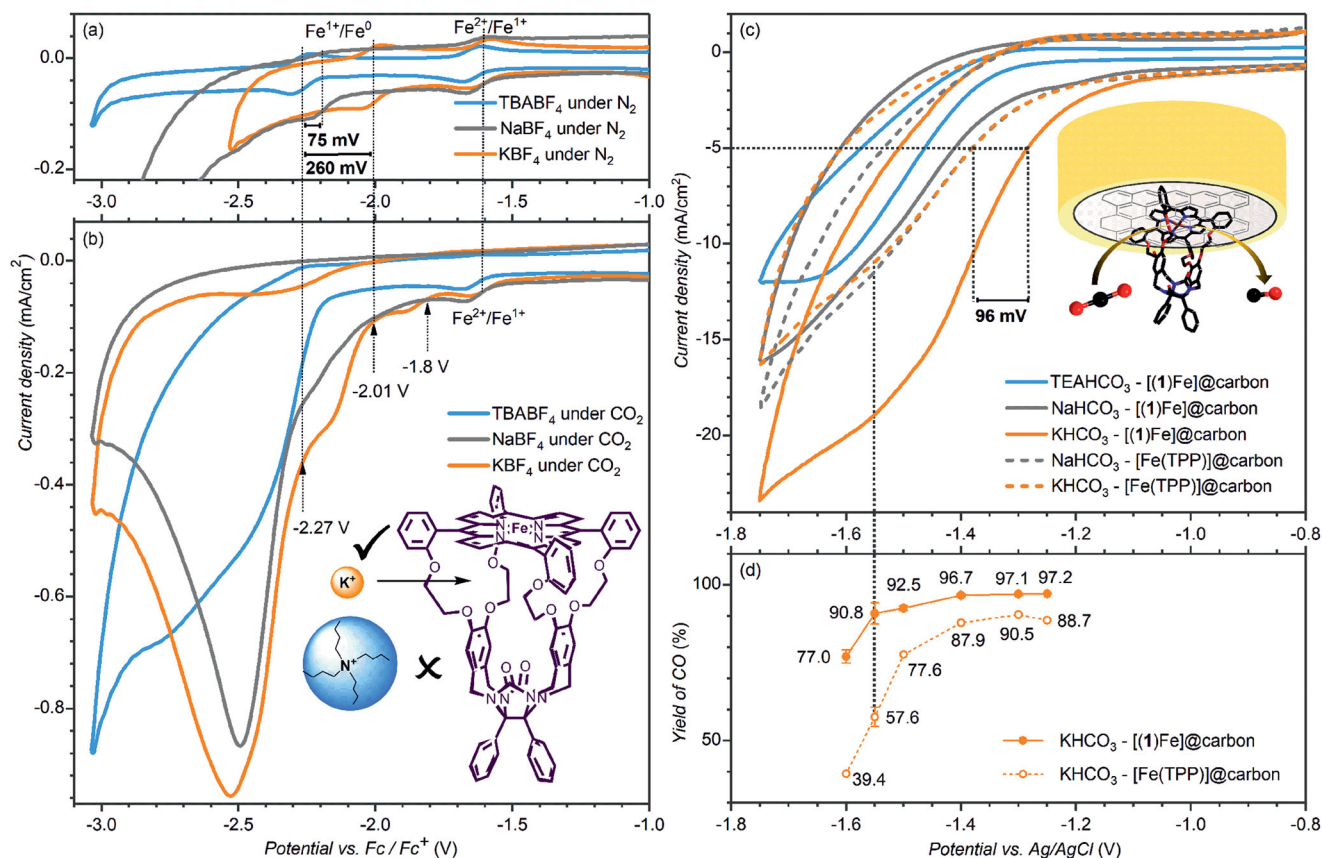 (a)
Fe¹⁺/Fe⁰
Fe²⁺/Fe¹⁺
0.0
-0.2
TBABF₄ under N₂
NaBF₄ under N₂
KBF₄ under N₂
75 mV
260 mV
-3.0 -2.5 -2.0 -1.5 -1.0
(b)
0.0
-0.2
-0.4
-0.6
-0.8
Current density (mA/cm²)
Fe²⁺/Fe¹⁺
-1.8 V
-2.01 V
-2.27 V
TBABF₄ under CO₂
NaBF₄ under CO₂
KBF₄ under CO₂
K⁺
N⁺
N N Fe N N
O O O O
O O O O
O O
N N N N
-3.0 -2.5 -2.0 -1.5 -1.0
Potential vs. Fc / Fc⁺ (V)
(c)
0
-5
-10
-15
-20
Current density (mA/cm²)
96 mV
TEAHCO₃ - [(1)Fe]@carbon
NaHCO₃ - [(1)Fe]@carbon
KHCO₃ - [(1)Fe]@carbon
NaHCO₃ - [Fe(TPP)]@carbon
KHCO₃ - [Fe(TPP)]@carbon
(d)
100
50
Yield of CO (%)
77.0 90.8 92.5 96.7 97.1 97.2
39.4 57.6 77.6 87.9 90.5 88.7
KHCO₃ - [(1)Fe]@carbon
KHCO₃ - [Fe(TPP)]@carbon
-1.8 -1.6 -1.4 -1.2 -1.0 -0.8
Potential vs. Ag/AgCl (V)